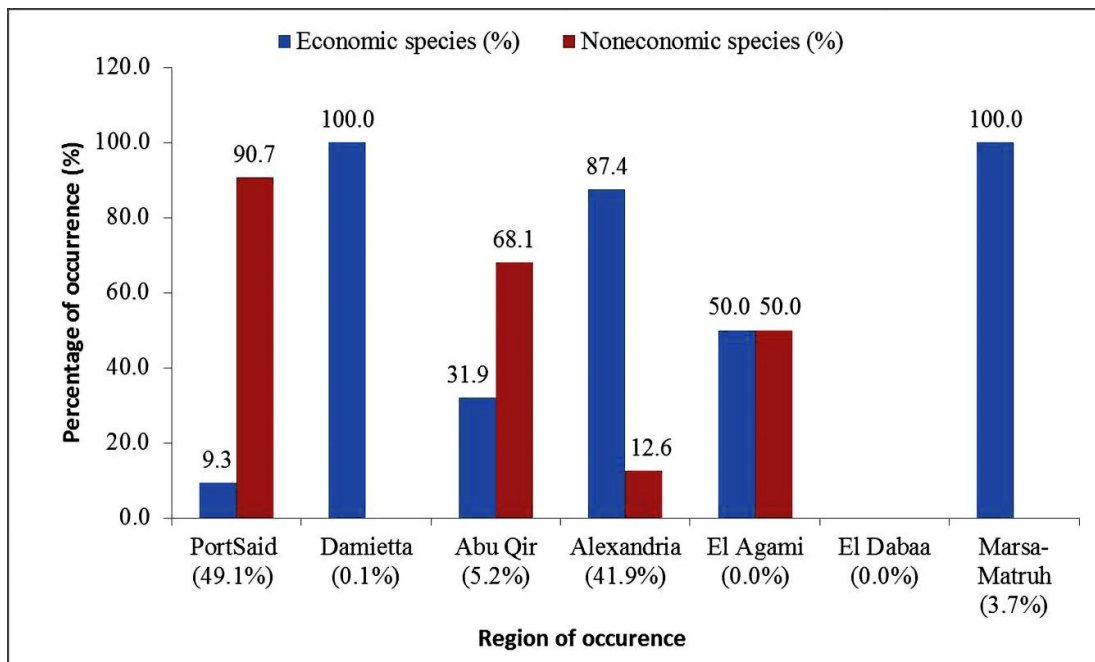 Economic species (%) Noneconomic species (%)
Percentage of occurrence (%)
120.0
100.0
80.0
60.0
40.0
20.0
0.0
9.3
90.7
100.0
31.9
68.1
87.4
12.6
50.0 50.0
100.0
PortSaid
(49.1%)
Damietta
(0.1%)
Abu Qir
(5.2%)
Alexandria
(41.9%)
El Agami
(0.0%)
El Dabaa
(0.0%)
Marsa-
Matruh
(3.7%)
Region of occurence